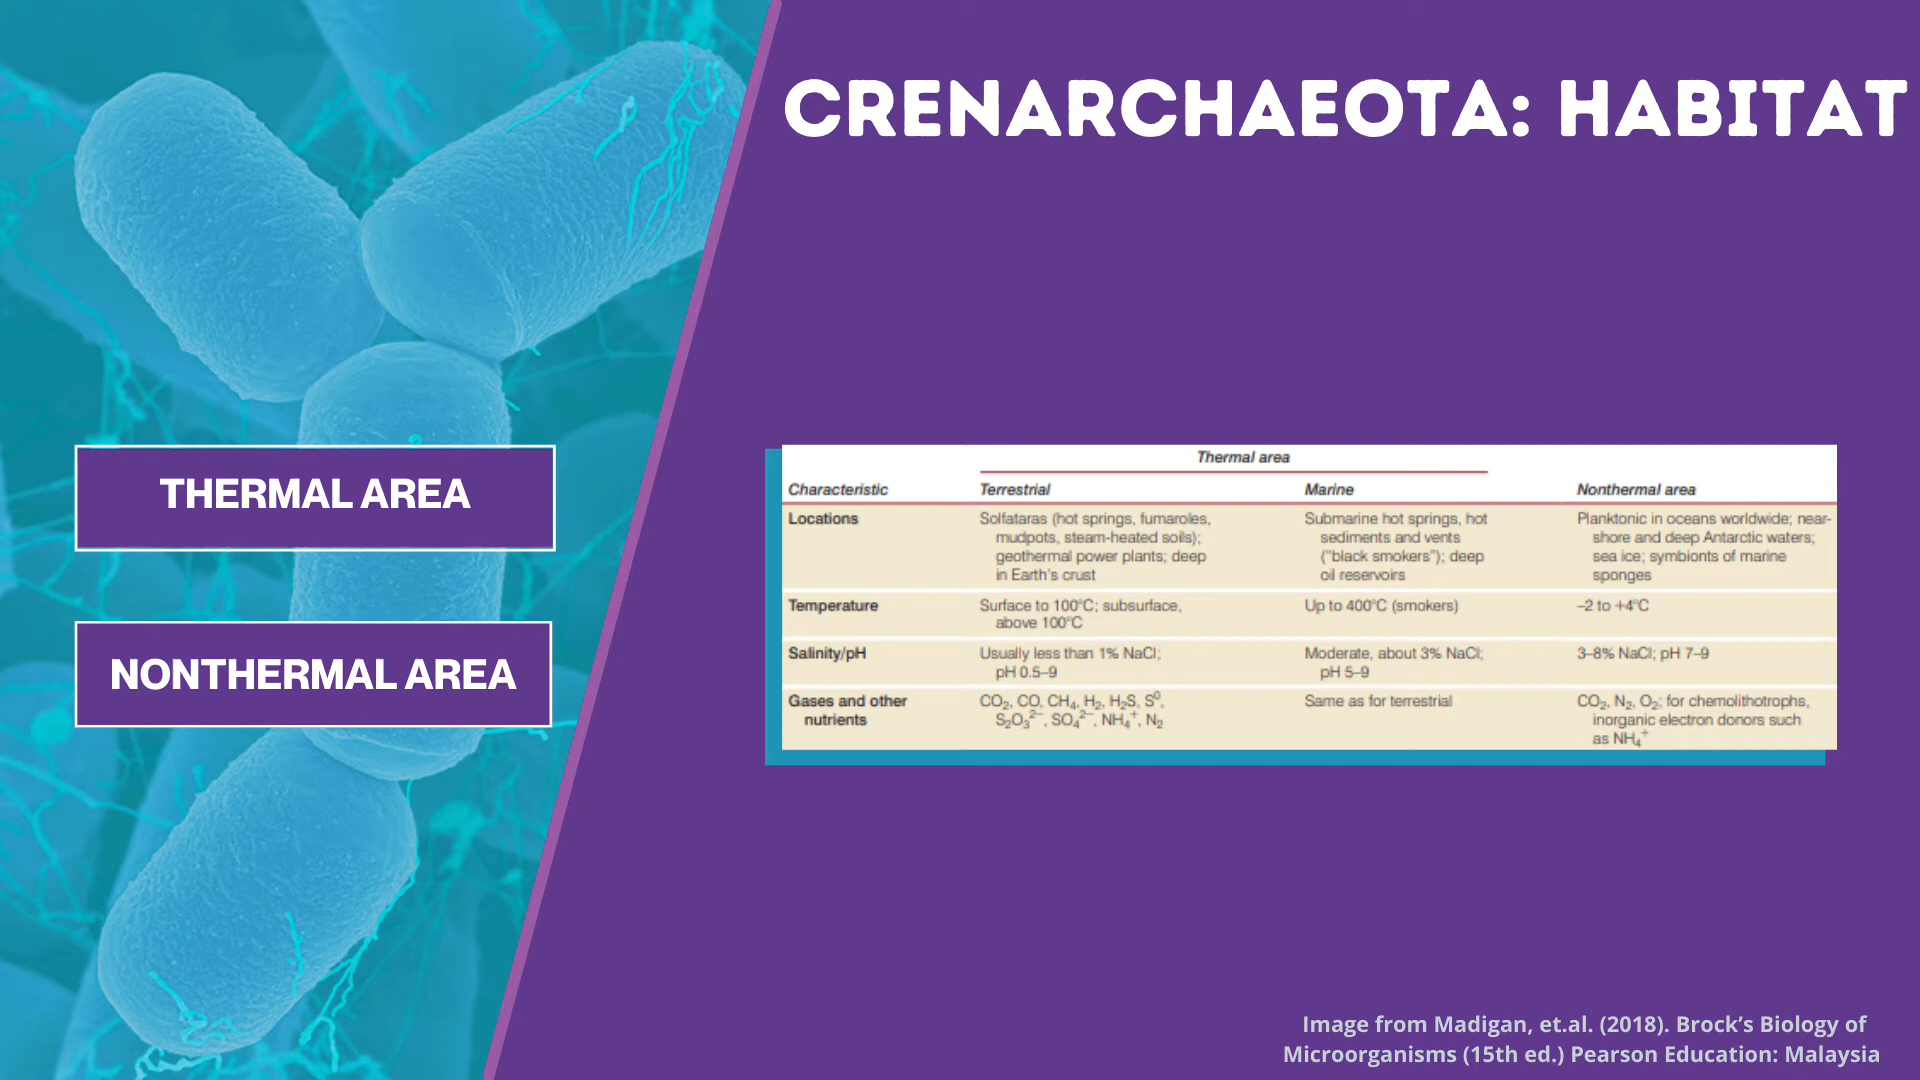 CRENARCHAEOTA: HABITAT
THERMAL AREA
NONTHERMAL AREA
Thermal area
Characteristic Terrestrial Marine Nonthermal area
Locations Solfataras (hot springs, fumaroles, Submarine hot springs, hot Planktonic in oceans worldwide; near-
mudpots, steam-heated soils); sediments and vents shore and deep Antarctic waters;
geothermal power plants; deep ("black smokers"); deep sea ice; symbionts of marine
in Earth's crust oil reservoirs sponges
Temperature Surface to 100°C; subsurface, Up to 400°C (smokers) –2 to +4°C
above 100°C
Salinity/pH Usually less than 1% NaCl; Moderate, about 3% NaCl; 3–8% NaCl; pH 7–9
pH 0.5–9 pH 5–9
Gases and other CO₂, CO, CH₄, H₂, H₂S, S⁰, Same as for terrestrial CO₂, N₂, O₂; for chemolithotrophs,
nutrients S₂O₃²⁻, SO₄²⁻, NH₄⁺, N₂ inorganic electron donors such
as NH₄⁺
Image from Madigan, et.al. (2018). Brock’s Biology of
Microorganisms (15th ed.) Pearson Education: Malaysia